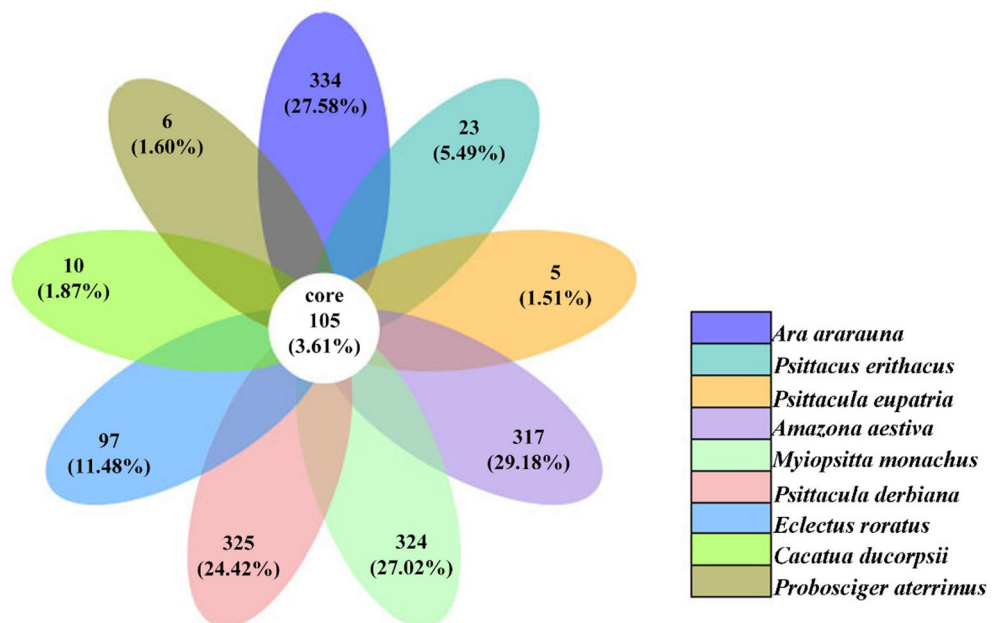 334
(27.58%)
6
(1.60%)
23
(5.49%)
10
(1.87%)
5
(1.51%)
core
105
(3.61%)
97
(11.48%)
317
(29.18%)
325
(24.42%)
324
(27.02%)
Ara ararauna
Psittacus erithacus
Psittacula eupatria
Amazona aestiva
Myiopsitta monachus
Psittacula derbiana
Eclectus roratus
Cacatua ducorpsii
Probosciger aterrimus